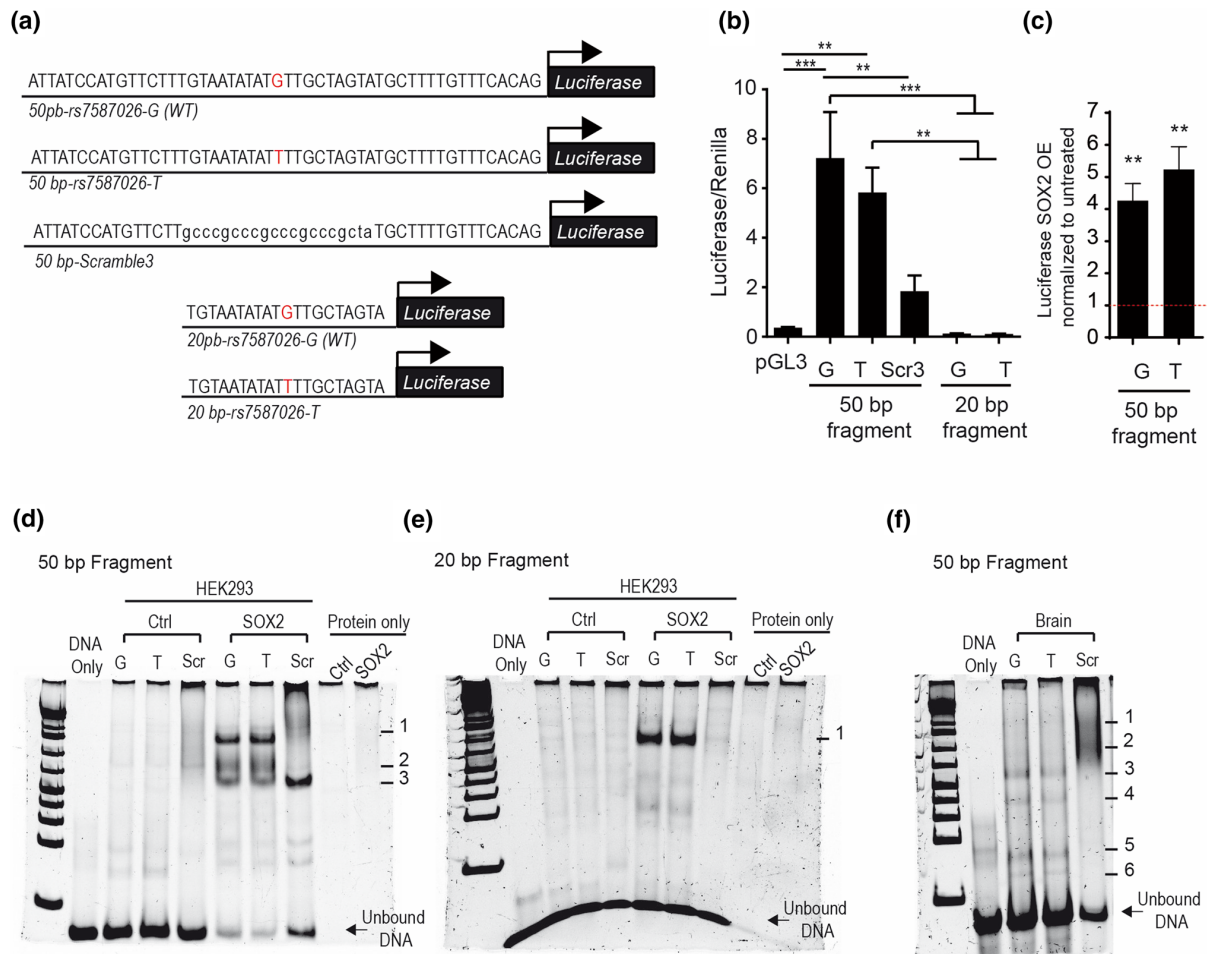 (a)
ATTATCCATGTTCTTTGTAATATATGTTGCTAGTATGCTTTTGTTTCACAG Luciferase
50pb-rs7587026-G (WT)
ATTATCCATGTTCTTTGTAATATATTTTGCTAGTATGCTTTTGTTTCACAG Luciferase
50 bp-rs7587026-T
ATTATCCATGTTCTTgcccgcccgcccgcccgctaTGCTTTTGTTTCACAG Luciferase
50 bp-Scramble3
TGTAATATATGTTGCTAGTA Luciferase
20pb-rs7587026-G (WT)
TGTAATATATTTTGCTAGTA Luciferase
20 bp-rs7587026-T
(b)
Luciferase/Renilla
10
8
6
4
2
0
**
*** **
***
**
pGL3 G T Scr3 G T
50 bp fragment
20 bp fragment
(c)
Luciferase SOX2 OE
normalized to untreated
7
6
5
4
3
2
1
0
** **
G T
50 bp
fragment
(d)
50 bp Fragment
HEK293
Ctrl SOX2 Protein only
DNA Only G T Scr G T Scr Ctrl SOX2
1
2
3
Unbound
DNA
(e)
20 bp Fragment
HEK293
Ctrl SOX2 Protein only
DNA Only G T Scr G T Scr Ctrl SOX2
1
Unbound
DNA
(f)
50 bp Fragment
Brain
DNA Only G T Scr
1
2
3
4
5
6
Unbound
DNA